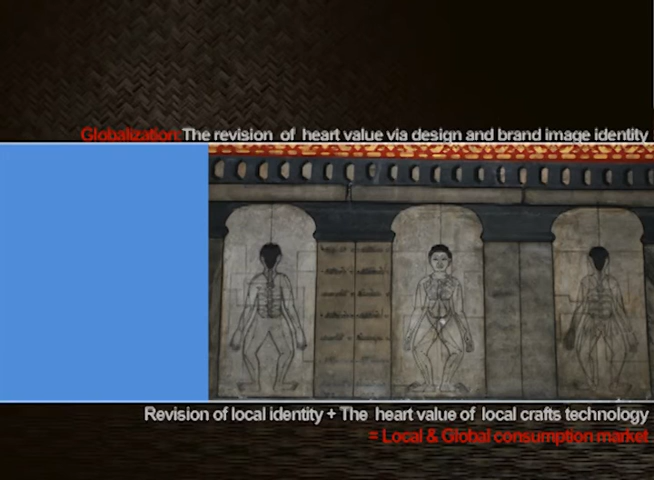 Globalization:The revision of heart value via design and brand image identity
Revision of local identity + The heart value of local crafts technology
= Local & Global consumption market